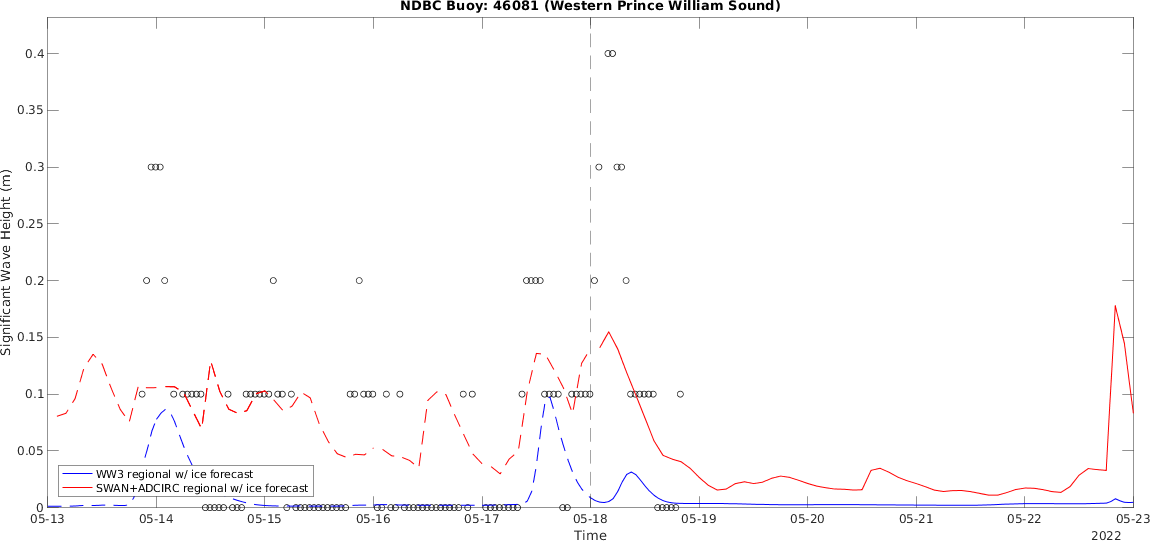 NDBC Buoy: 46081 (Western Prince William Sound)
Significant Wave Height (m)
0.4
0.35
0.3
0.25
0.2
0.15
0.1
0.05
0
WW3 regional w/ ice forecast
SWAN+ADCIRC regional w/ ice forecast
05-13 05-14 05-15 05-16 05-17 05-18 05-19 05-20 05-21 05-22 05-23
Time
2022